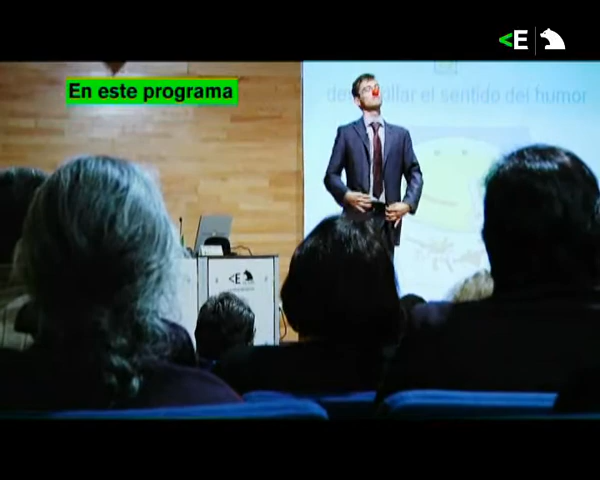 <E
En este programa
desarrollar el sentido del humor